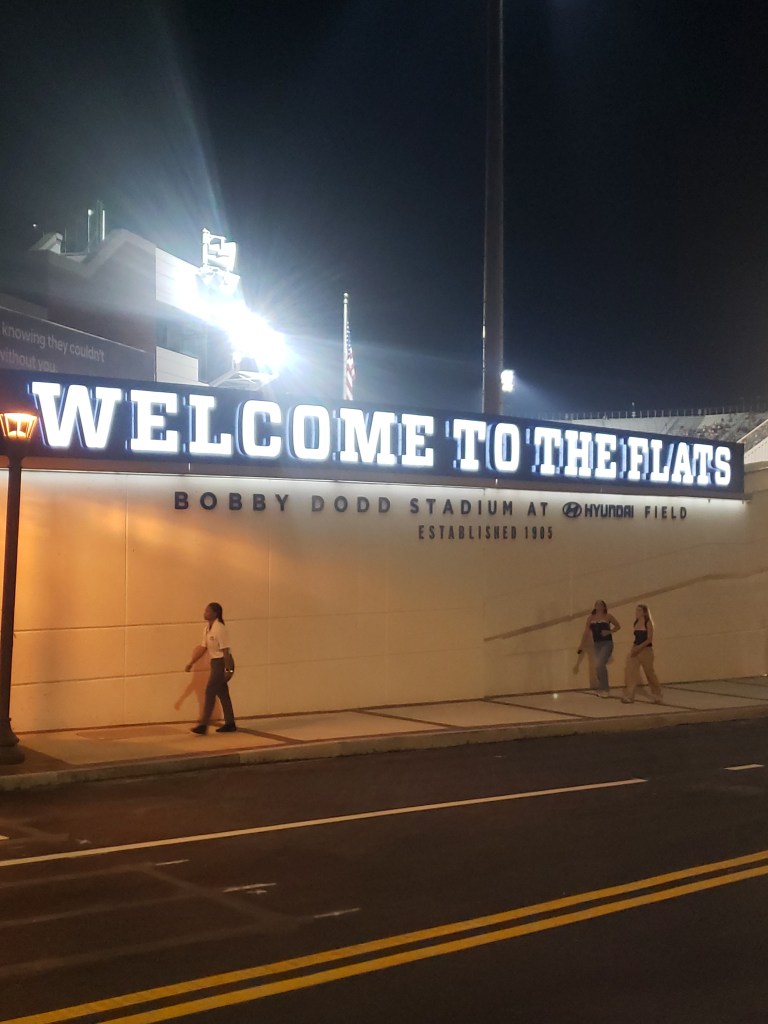 knowing they couldn't
without you.
WELCOME TO THE FLATS
BOBBY DODD STADIUM AT HYUNDAI FIELD
ESTABLISHED 1905